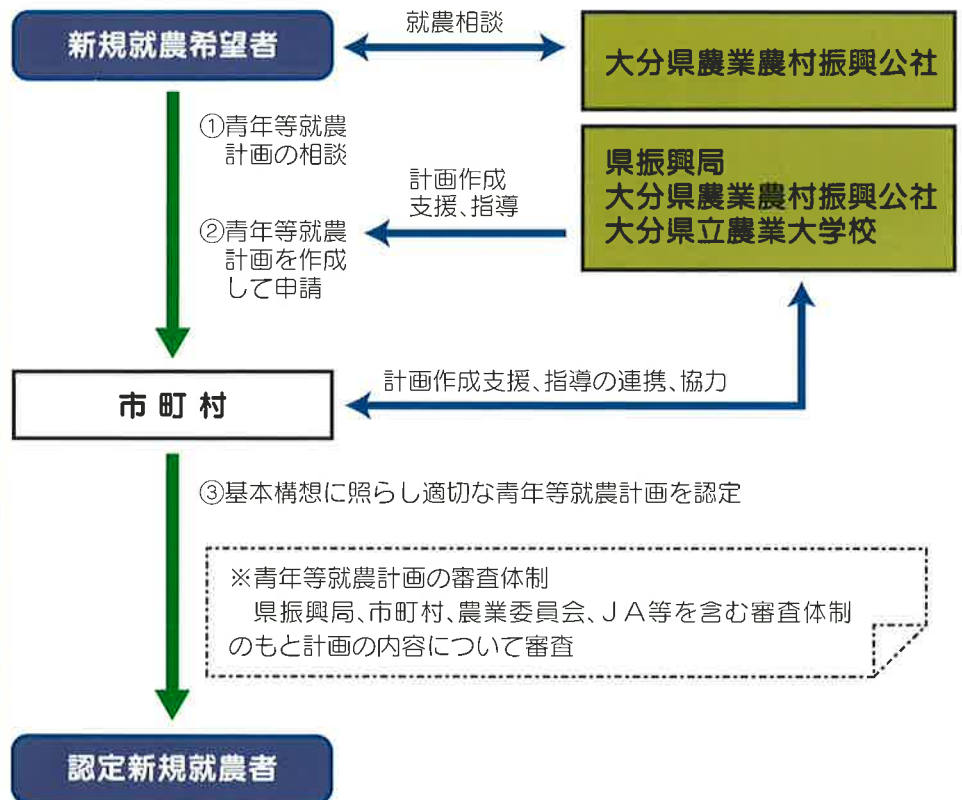 新規就農希望者
就農相談
大分県農業農村振興公社
①青年等就農
計画の相談
計画作成
支援、指導
県振興局
大分県農業農村振興公社
大分県立農業大学校
②青年等就農
計画を作成
して申請
市町村
計画作成支援、指導の連携、協力
③基本構想に照らし適切な青年等就農計画を認定
※青年等就農計画の審査体制
県振興局、市町村、農業委員会、ＪＡ等を含む審査体制
のもと計画の内容について審査
認定新規就農者